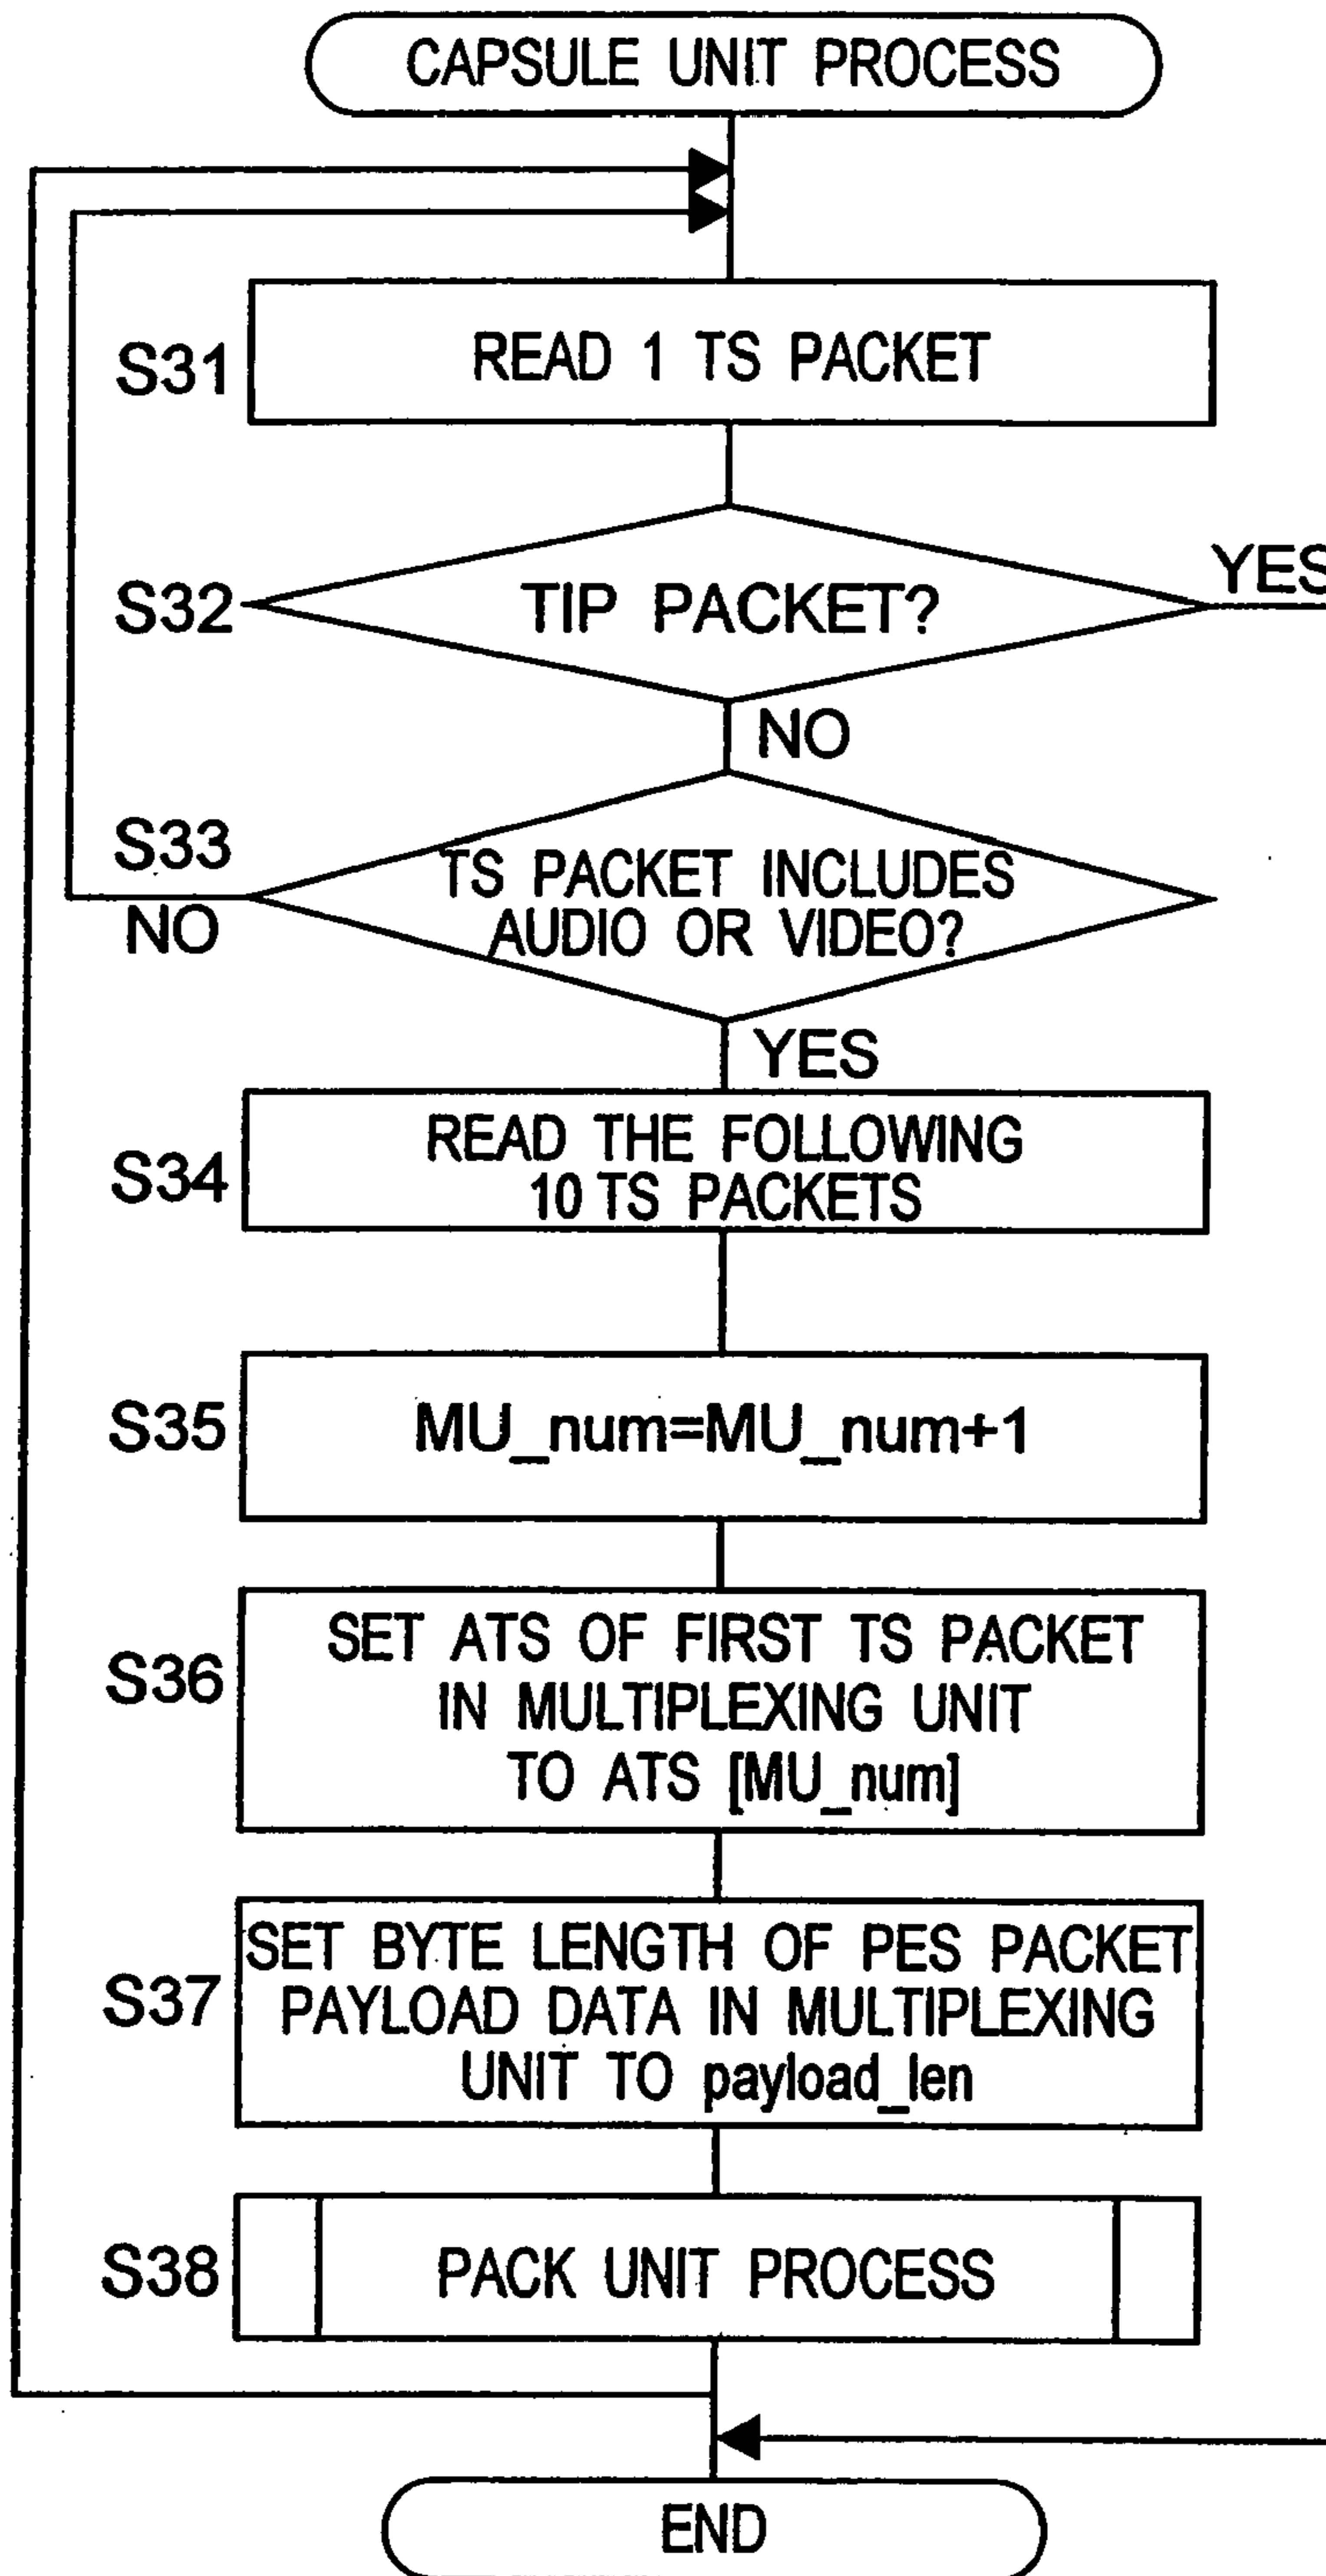 CAPSULE UNIT PROCESS
S31
READ 1 TS PACKET
S32
TIP PACKET?
YES
NO
S33
NO
TS PACKET INCLUDES
AUDIO OR VIDEO?
YES
S34
READ THE FOLLOWING
10 TS PACKETS
S35
MU_num=MU_num+1
S36
SET ATS OF FIRST TS PACKET
IN MULTIPLEXING UNIT
TO ATS [MU_num]
S37
SET BYTE LENGTH OF PES PACKET
PAYLOAD DATA IN MULTIPLEXING
UNIT TO payload_len
S38
PACK UNIT PROCESS
END